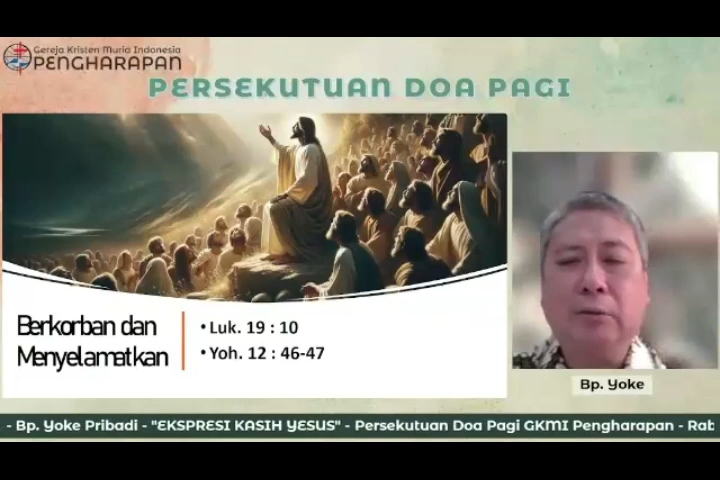 Gereja Kristen Muria Indonesia
PENGHARAPAN
PERSEKUTUAN DOA PAGI
Berkorban dan
Menyelamatkan
• Luk. 19 : 10
• Yoh. 12 : 46-47
Bp. Yoke
- Bp. Yoke Pribadi - "EKSPRESI KASIH YESUS" - Persekutuan Doa Pagi GKMI Pengharapan - Rab